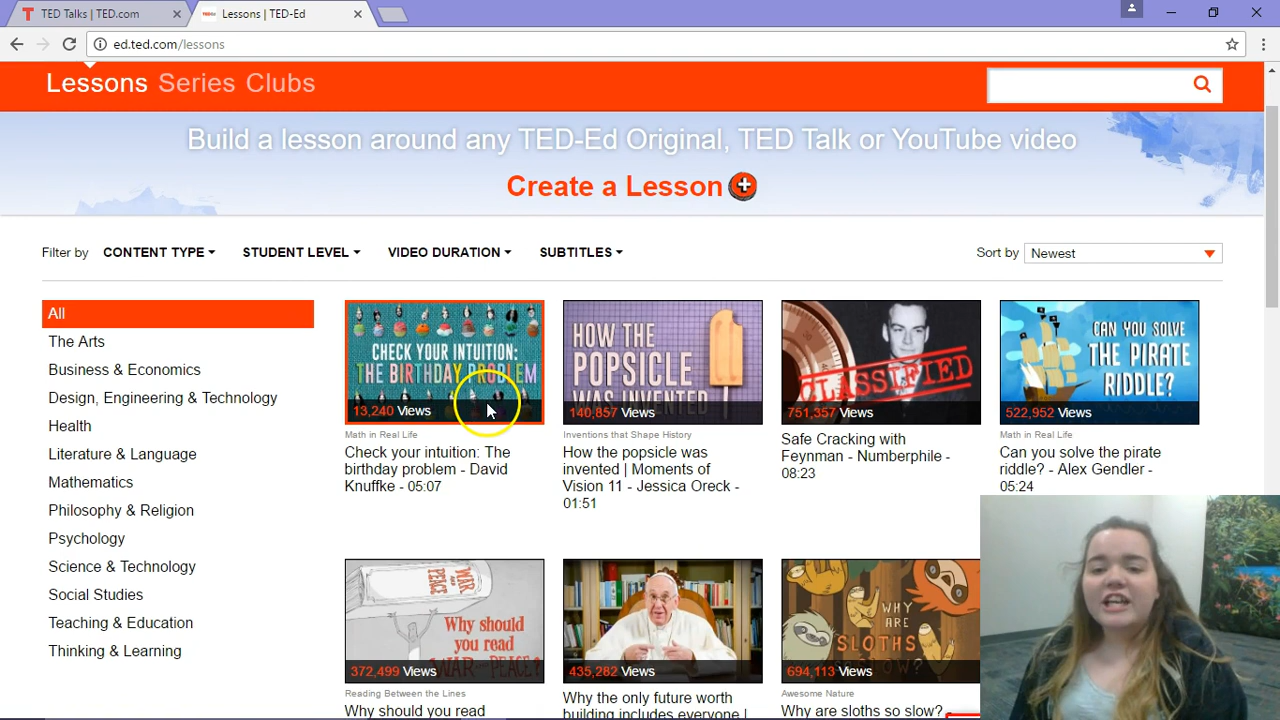 TED Talks | TED.com
Lessons | TED-Ed
ed.ted.com/lessons
Lessons Series Clubs
Build a lesson around any TED-Ed Original, TED Talk or YouTube video
Create a Lesson
Filter by CONTENT TYPE STUDENT LEVEL VIDEO DURATION SUBTITLES
Sort by Newest
All
The Arts
Business & Economics
Design, Engineering & Technology
Health
Literature & Language
Mathematics
Philosophy & Religion
Psychology
Science & Technology
Social Studies
Teaching & Education
Thinking & Learning
CHECK YOUR INTUITION:
THE BIRTHDAY PROBLEM
13,240 Views
Math in Real Life
Check your intuition: The
birthday problem - David
Knuffke - 05:07
HOW THE
POPSICLE
WAS INVENTED
140,857 Views
Inventions that Shape History
How the popsicle was
invented | Moments of
Vision 11 - Jessica Oreck -
01:51
CLASSIFIED
751,357 Views
Safe Cracking with
Feynman - Numberphile -
08:23
CAN YOU SOLVE
THE PIRATE
RIDDLE?
522,952 Views
Math in Real Life
Can you solve the pirate
riddle? - Alex Gendler -
05:24
WAR
and
PEACE
Why should
you read
WAR and PEACE?
372,499 Views
Reading Between the Lines
Why should you read
435,282 Views
Why the only future worth
building includes everyone |
WHY
ARE
SLOTHS
SO SLOW?
694,113 Views
Awesome Nature
Why are sloths so slow? -